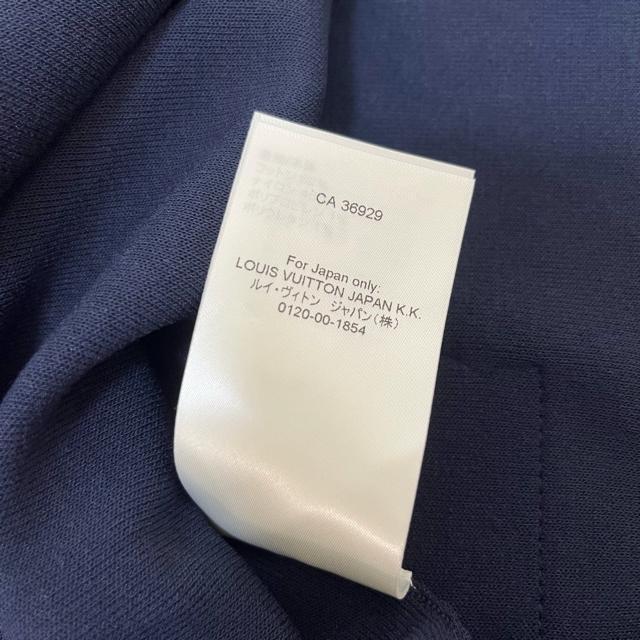 CA 36929
For Japan only:
LOUIS VUITTON JAPAN K.K.
ルイ・ヴィトン ジャパン(株)
0120-00-1854